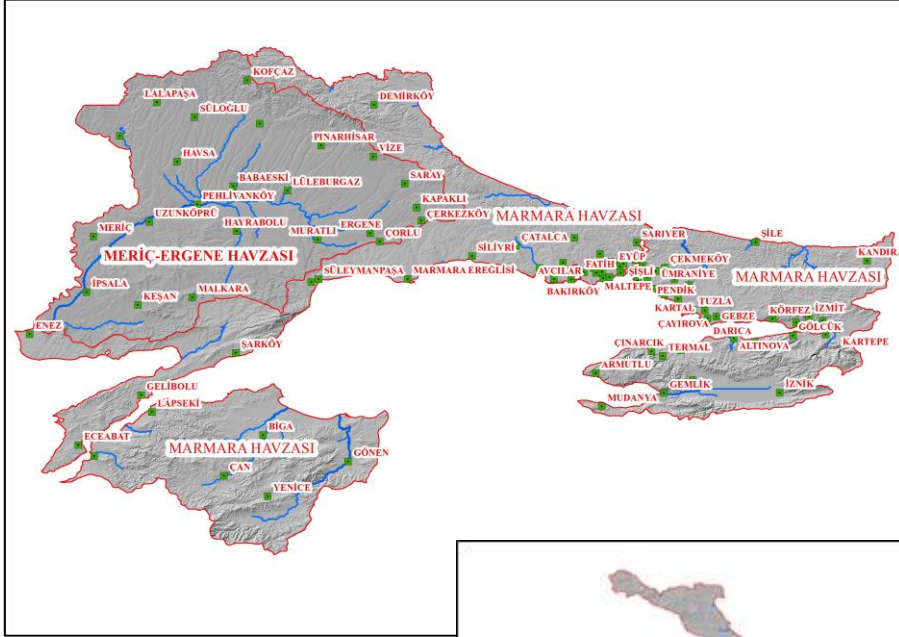 KOFÇAZ
LALAPAŞA
DEMİRKÖY
SÜLOĞLU
PINARHİSAR
VİZE
HAVSA
BABAESKİ
LÜLEBURGAZ
SARAY
PEHLİVANKÖY
KAPAKLI
UZUNKÖPRÜ
ÇERKEZKÖY
MARMARA HAVZASI
MERİÇ
HAYRABOLU
MURATLI
ERGENE
ÇORLU
SİLİVRİ
ÇATALCA
SARIYER
ŞİLE
MERİÇ-ERGENE HAVZASI
KANDIRA
EYÜP
ÇEKMEKÖY
SÜLEYMANPAŞA
MARMARA EREGLİSİ
AVCILAR
FATİH
ŞİŞLİ
ÜMRANİYE
MARMA HAVZASI
İPSALA
KEŞAN
MALKARA
BAKIRKÖY
MALTEPE
PENDİK
KARTAL
TUZLA
KÖRFEZ
İZMİT
ENEZ
ÇAYIROVA
GEBZE
DARICA
GÖLCÜK
ŞARKÖY
ÇINARCIK
TERMAL
ALTINOVA
KARTEPE
ARMUTLU
GELİBOLU
GEMLİK
İZNİK
LÂPSEKİ
MUDANYA
BİGA
ECEABAT
MARMARA HAVZASI
GÖNEN
ÇAN
YENİCE